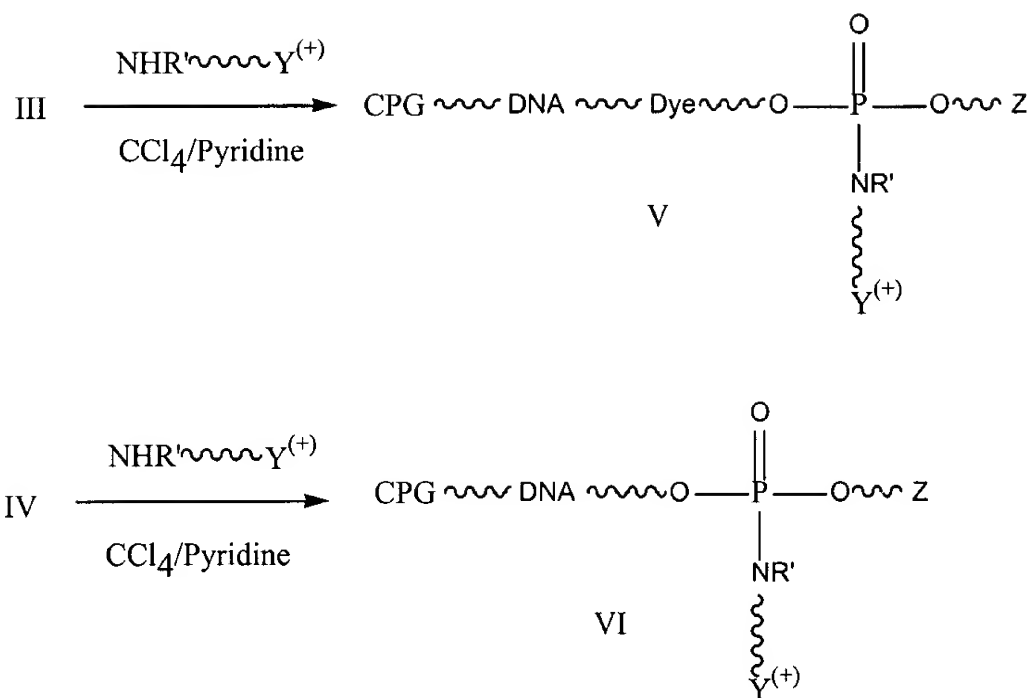 NHR' Y(+)
III
CCl4/Pyridine
O
CPG DNA Dye O P O Z
NR'
V
Y(+)
NHR' Y(+)
IV
CCl4/Pyridine
O
CPG DNA O P O Z
NR'
VI
Y(+)